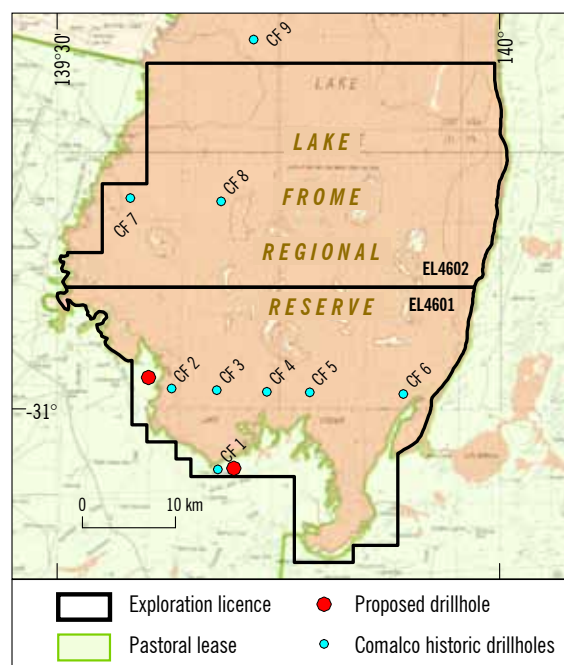 139°30'
140°
CF 9
LAKE
LAKE
CF 8
FROME
CF 7
REGIONAL
EL4602
EL4601
RESERVE
CF 2
CF 3
CF 4
CF 5
CF 6
-31°
CF 1
0 10 km
Exploration licence
Proposed drillhole
Pastoral lease
Comalco historic drillholes